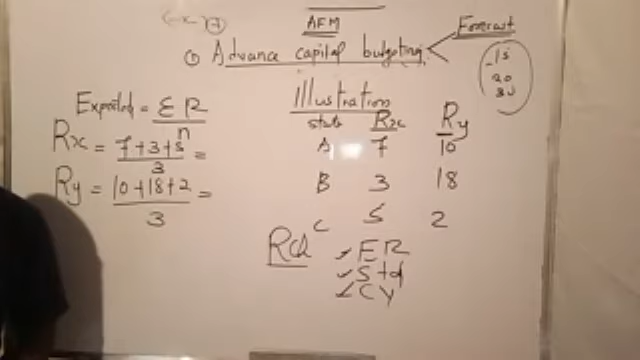 AFM
① Advance capital budgeting
Forecast
15
20
30
Expected = ΣR
n
Rx = 7+3+5 =
3
Ry = 10+18+2 =
3
Illustration
state Rx Ry
A 7 10
B 3 18
C 5 2
ER
Std
CV